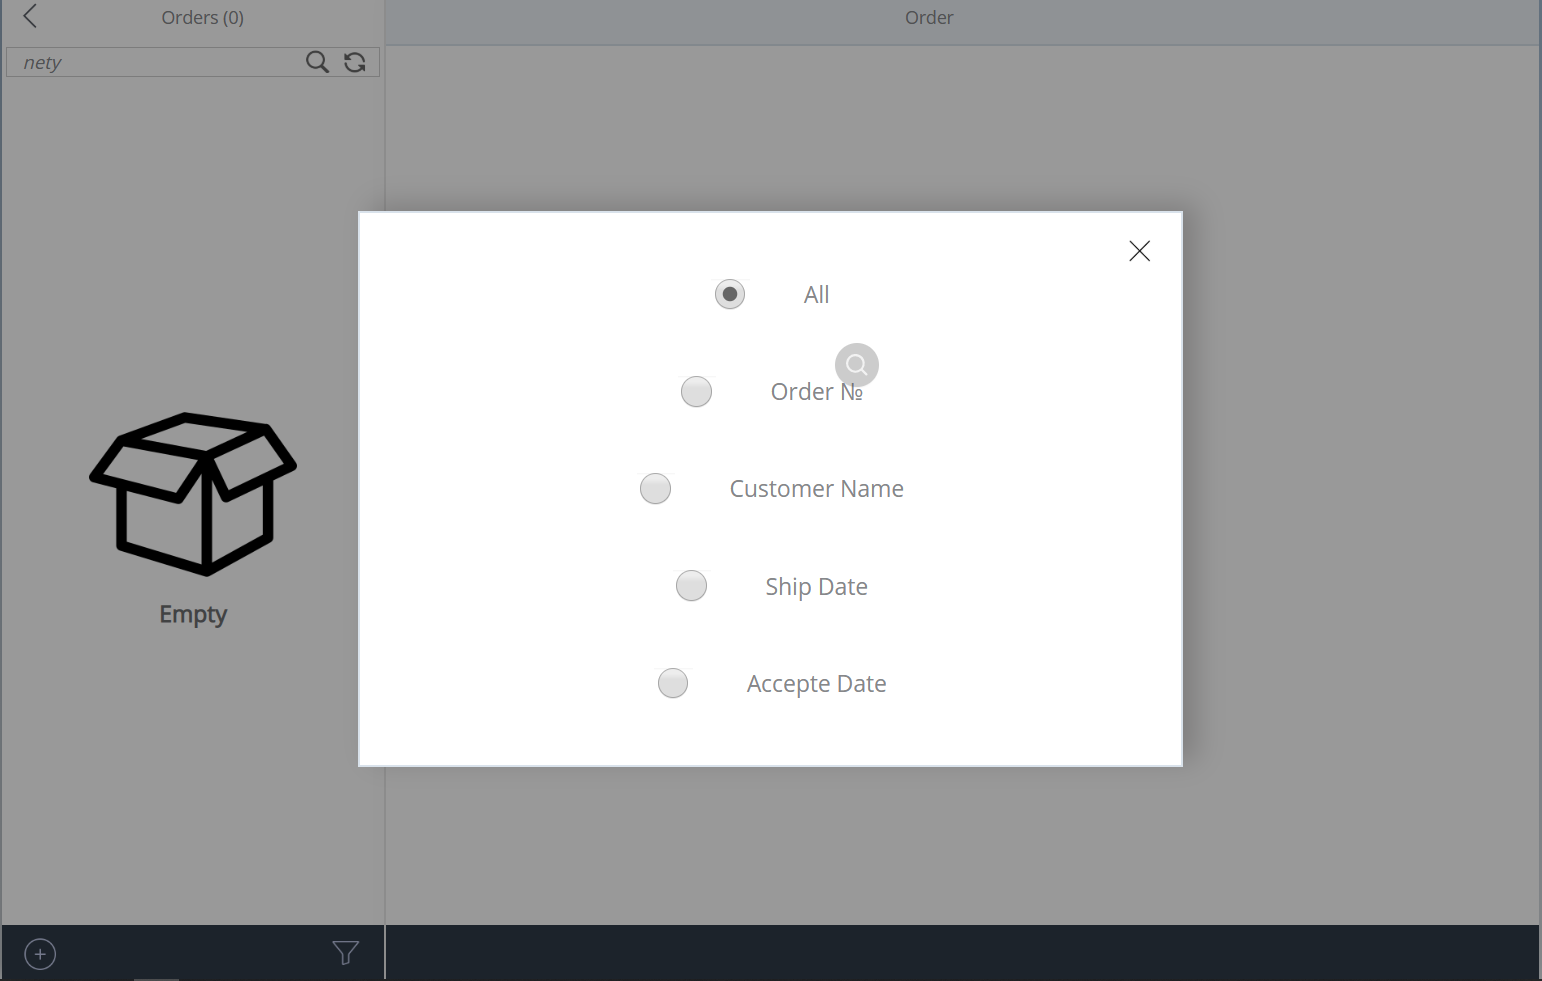 Orders (0)
Order
nety
All
Order №
Customer Name
Ship Date
Accepte Date
Empty